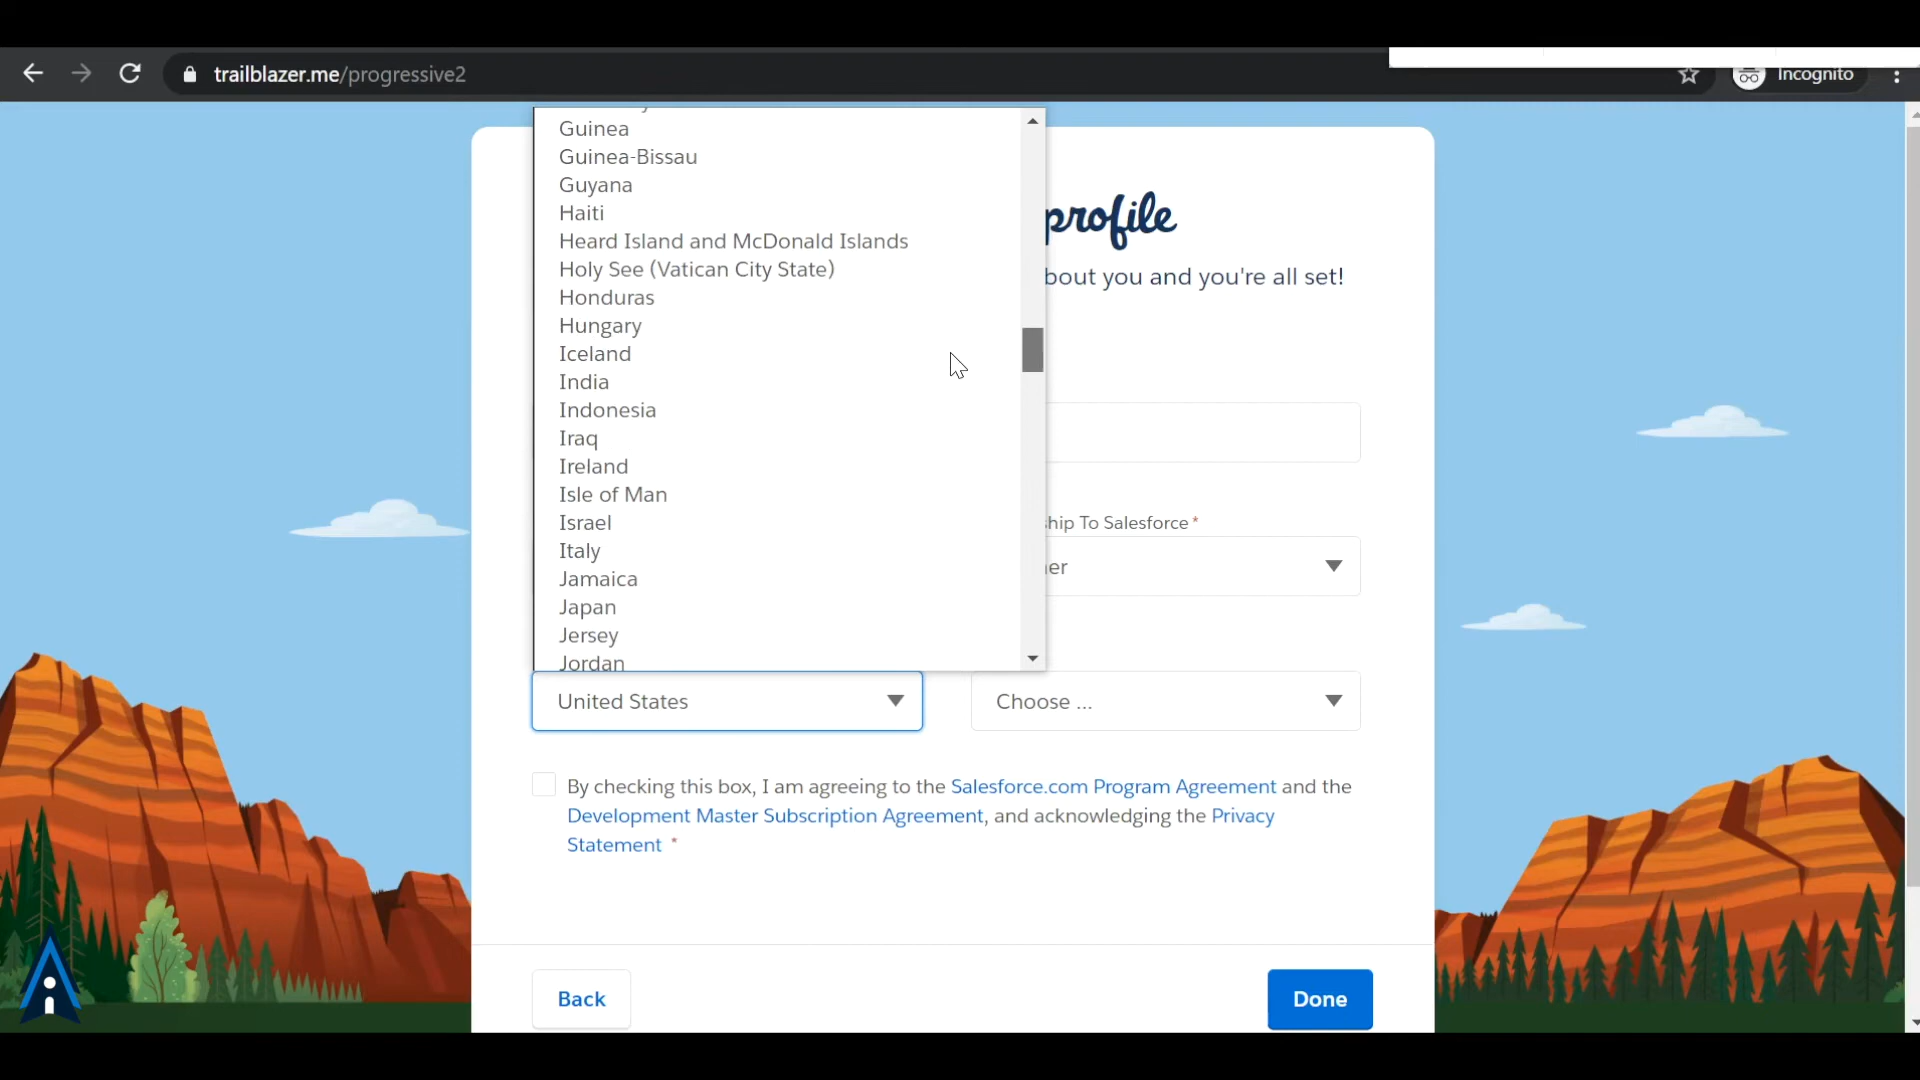 trailblazer.me/progressive2
Incognito
Guinea
Guinea-Bissau
Guyana
Haiti
Heard Island and McDonald Islands
Holy See (Vatican City State)
Honduras
Hungary
Iceland
India
Indonesia
Iraq
Ireland
Isle of Man
Israel
Italy
Jamaica
Japan
Jersey
Jordan
profile
bout you and you're all set!
hip To Salesforce*
er
United States
Choose ...
By checking this box, I am agreeing to the Salesforce.com Program Agreement and the
Development Master Subscription Agreement, and acknowledging the Privacy
Statement *
Back
Done